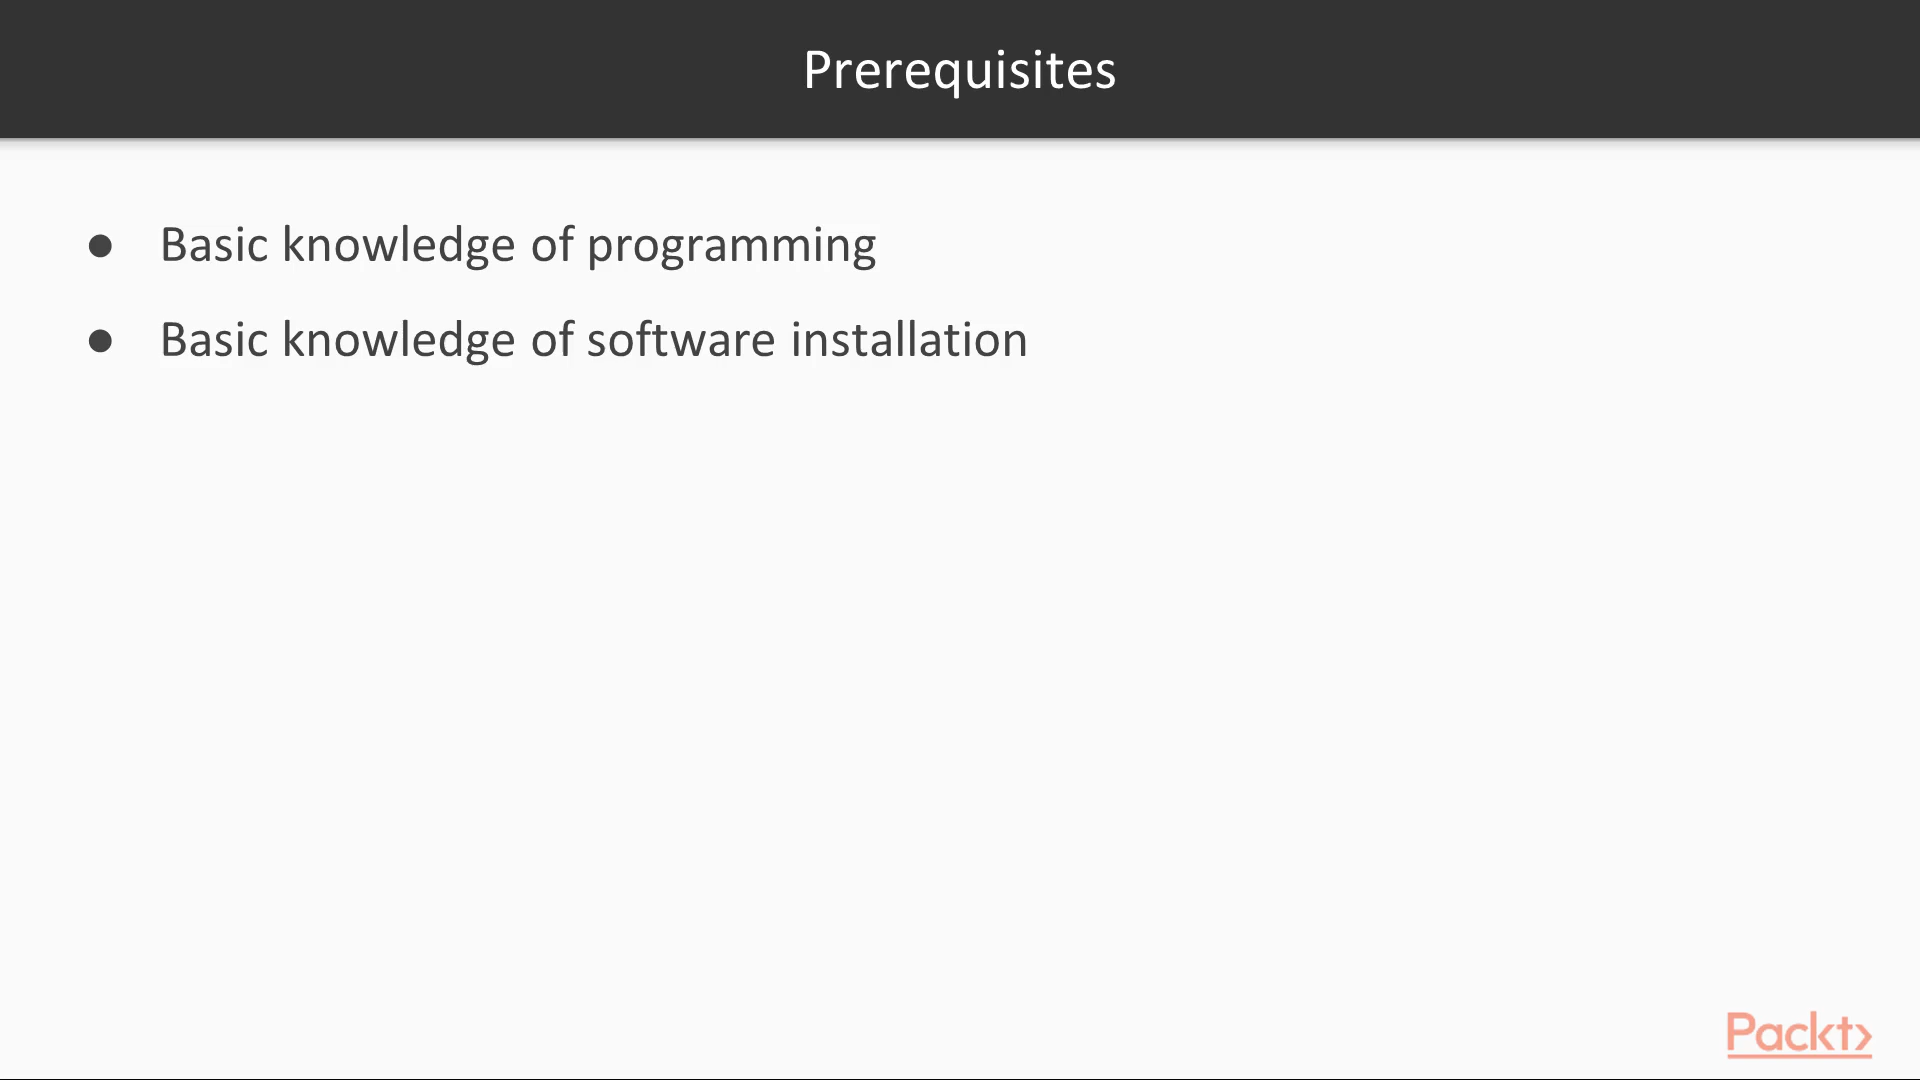 Prerequisites
● Basic knowledge of programming
● Basic knowledge of software installation
Packt>